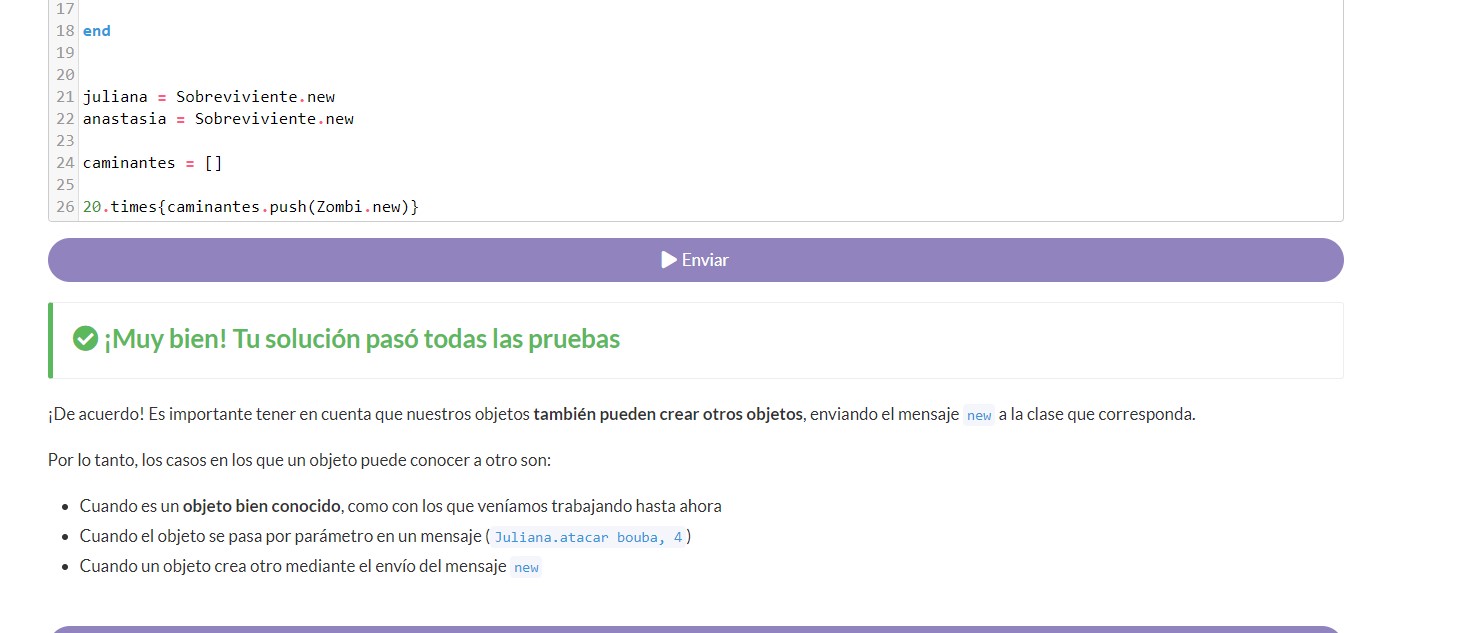 17
18 end
19
20
21 juliana = Sobreviviente.new
22 anastasia = Sobreviviente.new
23
24 caminantes = []
25
26 20.times{caminantes.push(Zombi.new)}
Enviar
¡Muy bien! Tu solución pasó todas las pruebas
¡De acuerdo! Es importante tener en cuenta que nuestros objetos también pueden crear otros objetos, enviando el mensaje new a la clase que corresponda.
Por lo tanto, los casos en los que un objeto puede conocer a otro son:
• Cuando es un objeto bien conocido, como con los que veníamos trabajando hasta ahora
• Cuando el objeto se pasa por parámetro en un mensaje ( Juliana.atacar bouba, 4 )
• Cuando un objeto crea otro mediante el envío del mensaje new